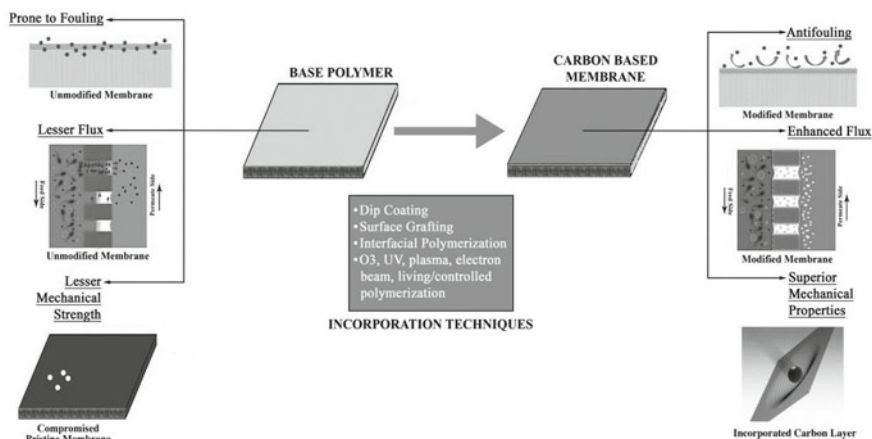 Prone to Fouling
Unmodified Membrane
Lesser Flux
Feed Side
Permeate Side
Unmodified Membrane
Lesser
Mechanical
Strength
Compromised
Pristine Membrane
BASE POLYMER
CARBON BASED
MEMBRANE
•Dip Coating
•Surface Grafting
•Interfacial Polymerization
•O3, UV, plasma, electron
beam, living/controlled
polymerization
INCORPORATION TECHNIQUES
Antifouling
Modified Membrane
Enhanced Flux
Feed Side
Permeate Side
Modified Membrane
Superior
Mechanical
Properties
Incorporated Carbon Layer